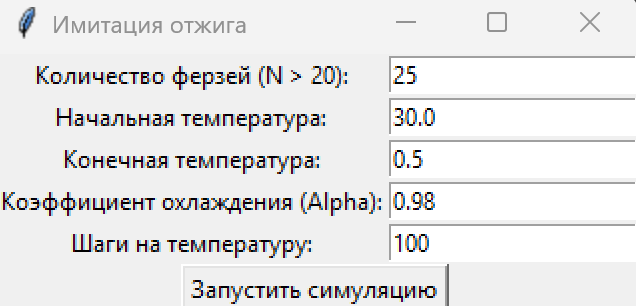 Имитация отжига
Количество ферзей (N > 20): 25
Начальная температура: 30.0
Конечная температура: 0.5
Коэффициент охлаждения (Alpha): 0.98
Шаги на температуру: 100
Запустить симуляцию